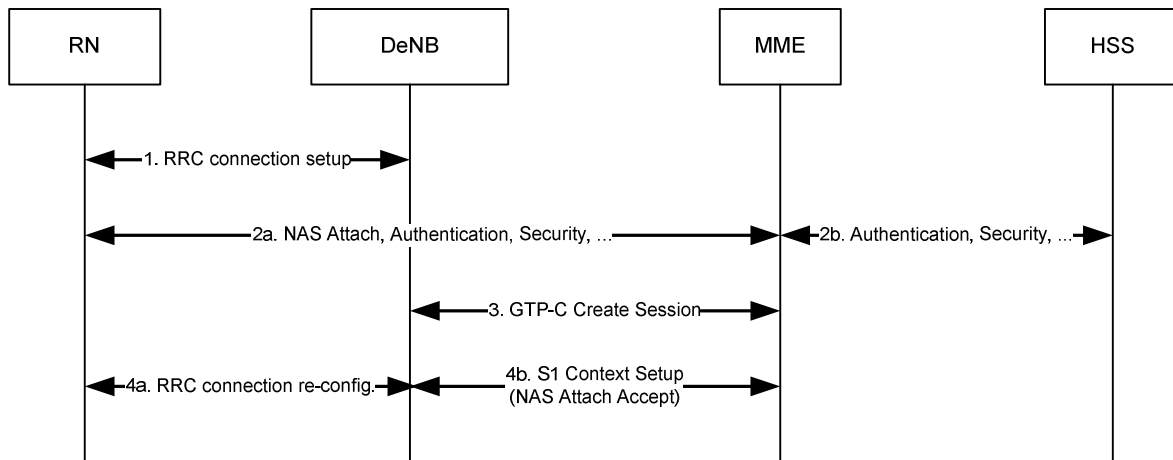 RN
DeNB
MME
HSS
1. RRC connection setup
2a. NAS Attach, Authentication, Security, ...
2b. Authentication, Security, ...
3. GTP-C Create Session
4a. RRC connection re-config.
4b. S1 Context Setup
(NAS Attach Accept)